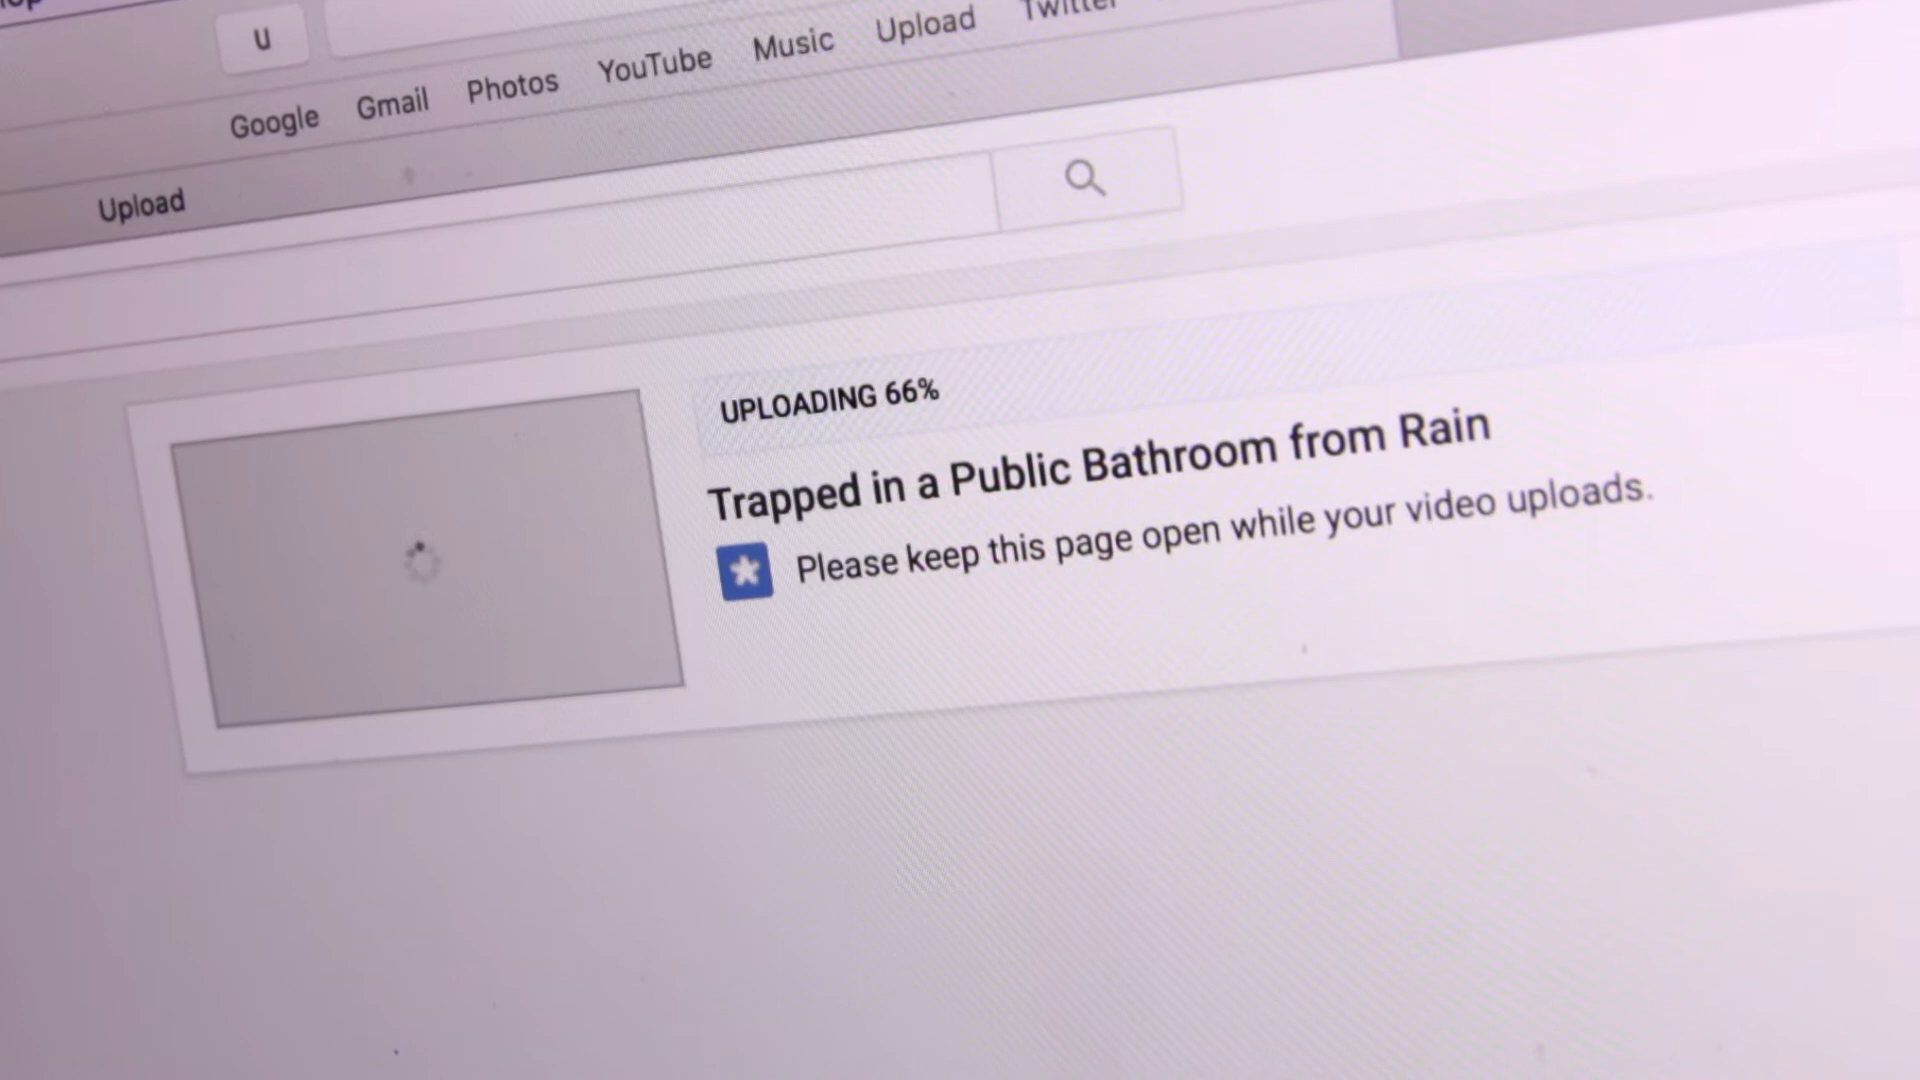 U
Google Gmail Photos YouTube Music Upload Twitter
Upload
UPLOADING 66%
Trapped in a Public Bathroom from Rain
Please keep this page open while your video uploads.